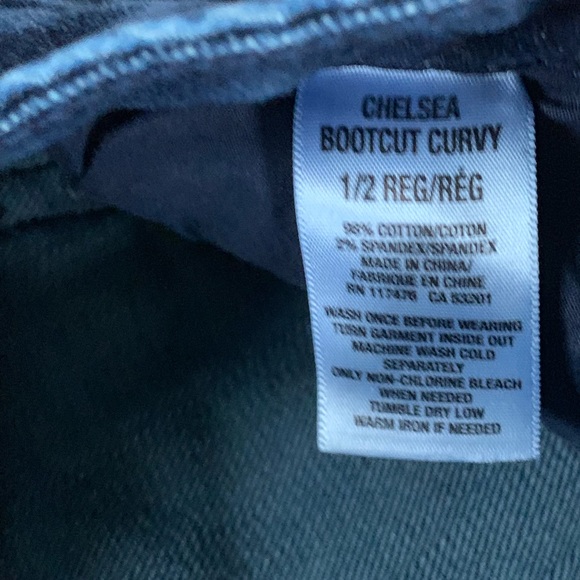 CHELSEA
BOOTCUT CURVY
1/2 REG/RÉG
98% COTTON/COTON
2% SPANDEX/SPANDEX
MADE IN CHINA/
FABRIQUE EN CHINE
RN 117476 CA 53201
WASH ONCE BEFORE WEARING
TURN GARMENT INSIDE OUT
MACHINE WASH COLD
SEPARATELY
ONLY NON-CHLORINE BLEACH
WHEN NEEDED
TUMBLE DRY LOW
WARM IRON IF NEEDED